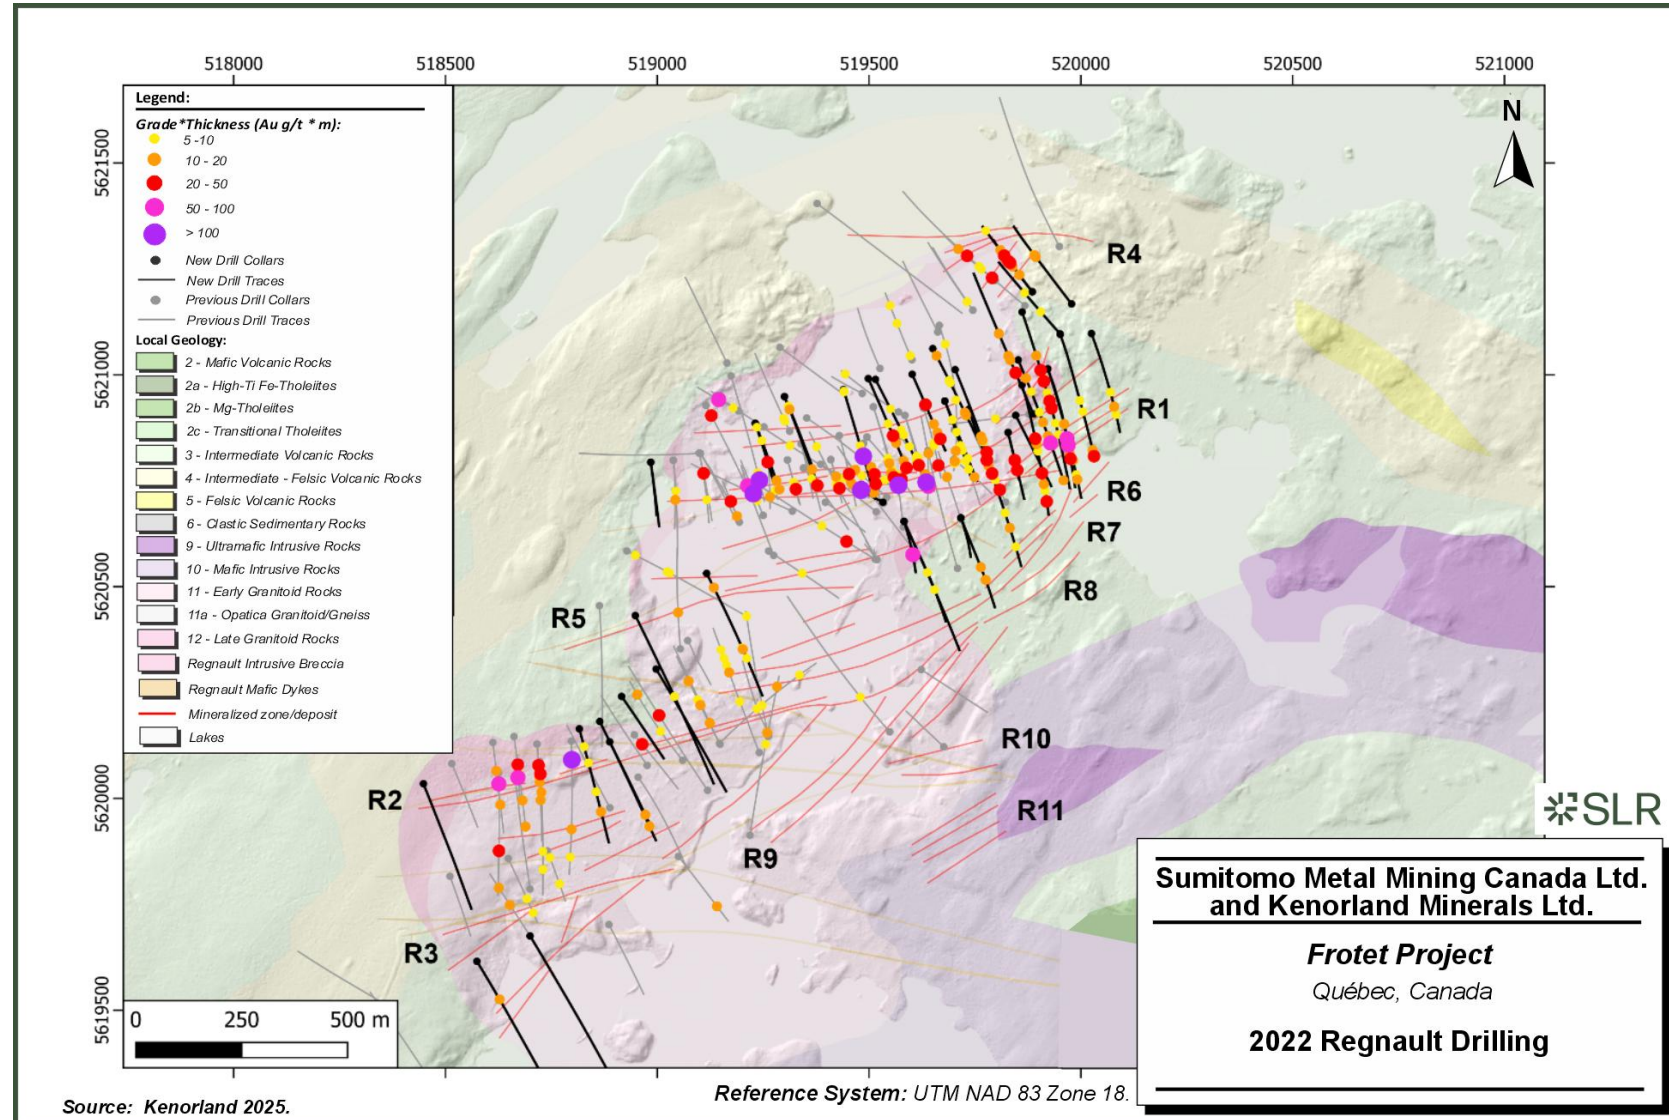 518000
518500
519000
519500
520000
520500
521000
5621500
5621000
5620500
5620000
5619500
Legend:
Grade*Thickness (Au g/t * m):
5 -10
10 - 20
20 - 50
50 - 100
> 100
New Drill Collars
New Drill Traces
Previous Drill Collars
Previous Drill Traces
Local Geology:
2 - Mafic Volcanic Rocks
2a - High-Ti Fe-Tholeiites
2b - Mg-Tholeiites
2c - Transitional Tholeiites
3 - Intermediate Volcanic Rocks
4 - Intermediate - Felsic Volcanic Rocks
5 - Felsic Volcanic Rocks
6 - Clastic Sedimentary Rocks
9 - Ultramafic Intrusive Rocks
10 - Mafic Intrusive Rocks
11 - Early Granitoid Rocks
11a - Opatica Granitoid/Gneiss
12 - Late Granitoid Rocks
Regnault Intrusive Breccia
Regnault Mafic Dykes
Mineralized zone/deposit
Lakes
N
R4
R1
R6
R7
R8
R5
R10
R2
R11
R9
R3
0 250 500 m
SLR
Sumitomo Metal Mining Canada Ltd.
and Kenorland Minerals Ltd.
Frotet Project
Québec, Canada
2022 Regnault Drilling
Reference System: UTM NAD 83 Zone 18.
Source: Kenorland 2025.